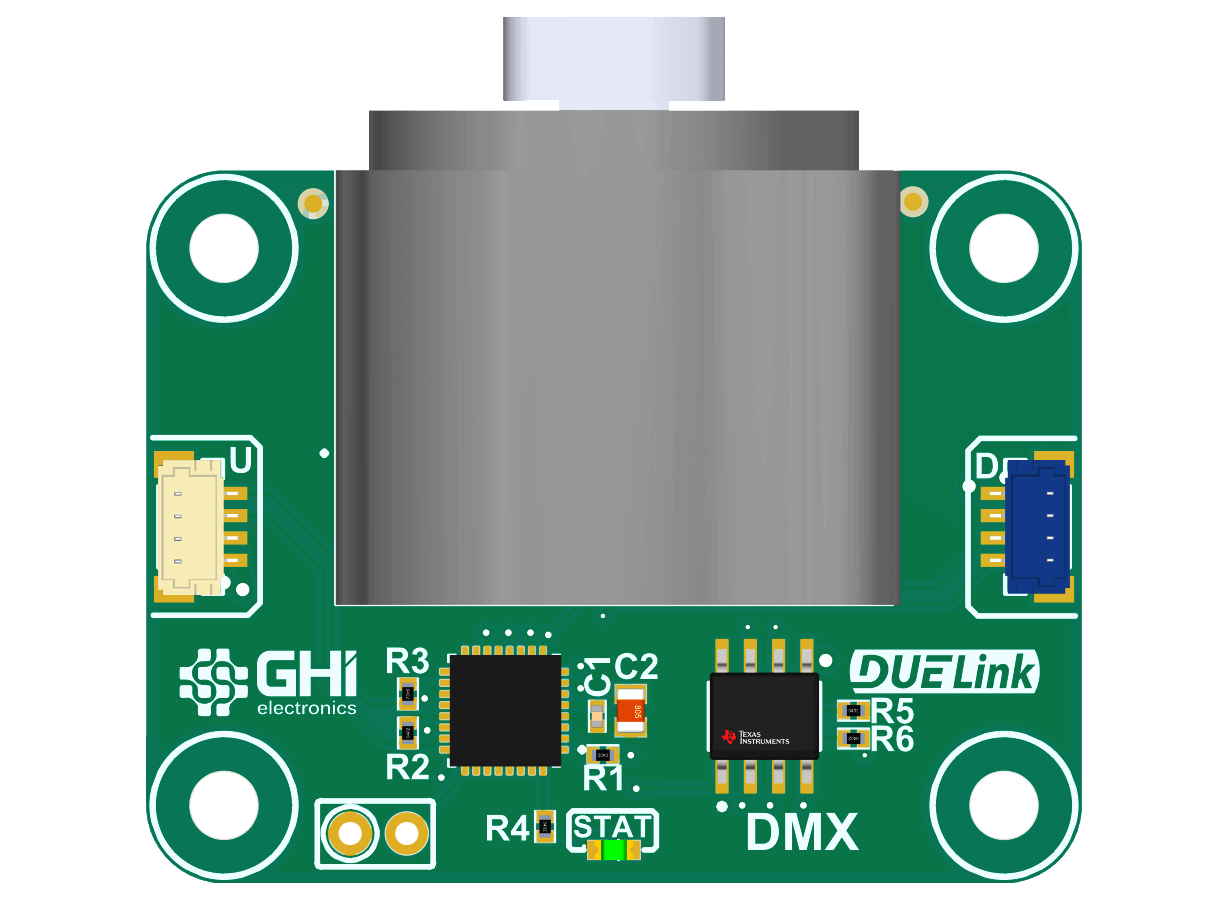 U
D
GHI
electronics
R3
R2
C1
C2
R1
R4
STAT
TEXAS
INSTRUMENTS
DUELink
R5
R6
DMX